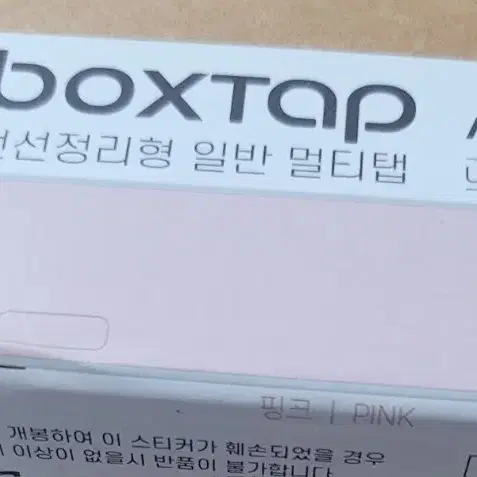 boxtap
전선정리형 일반 멀티탭
핑크 | PINK
개봉하여 이 스티커가 훼손되었을 경우
이상이 없을시 반품이 불가합니다.